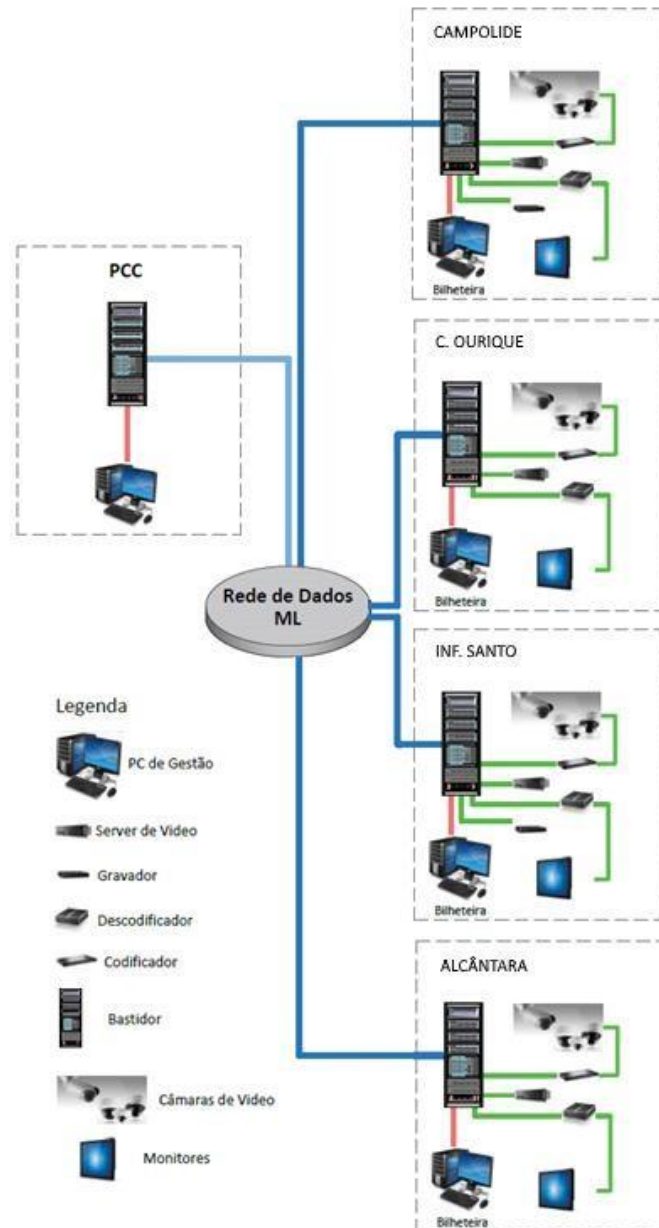 CAMPOLIDE
Bilheteira
PCC
C. OURIQUE
Bilheteira
Rede de Dados
ML
INF. SANTO
Bilheteira
Legenda
PC de Gestão
Server de Video
Gravador
Descodificador
Codificador
Bastidor
Câmaras de Video
Monitores
ALCÂNTARA
Bilheteira